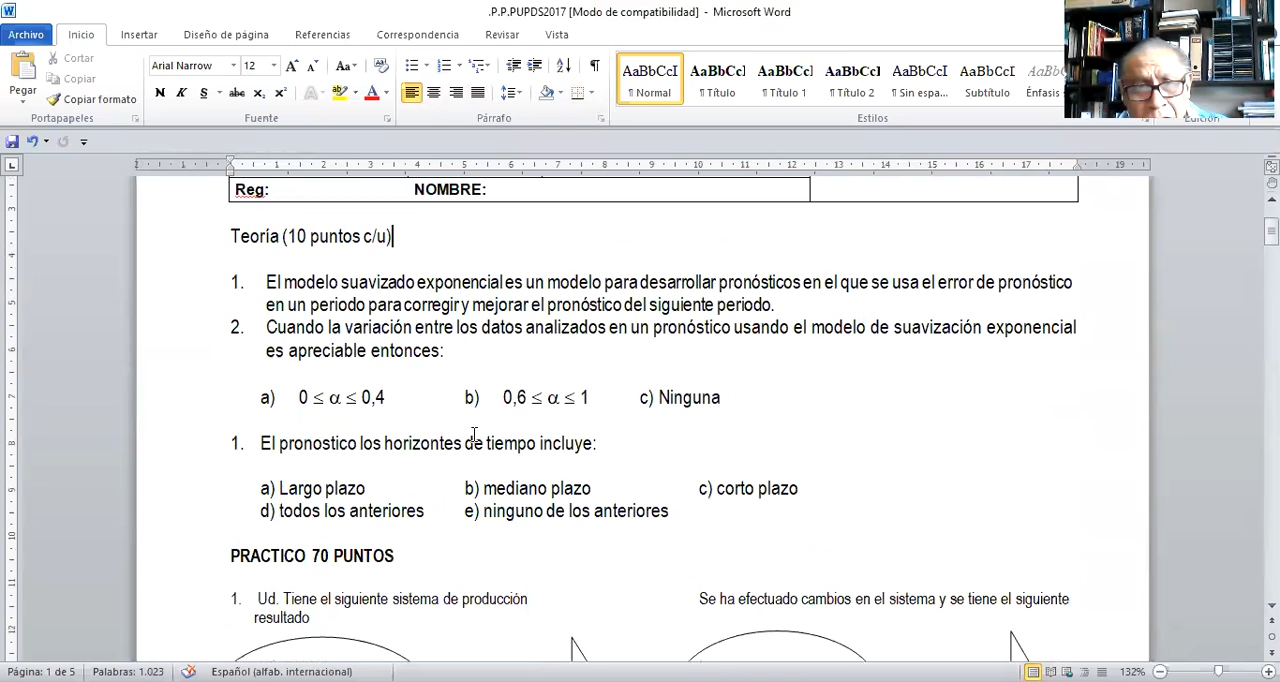 .P.P.PUPDS2017 [Modo de compatibilidad] - Microsoft Word
Archivo Inicio Insertar Diseño de página Referencias Correspondencia Revisar Vista
Pegar
Cortar
Copiar
Copiar formato
Portapapeles
Arial Narrow 12
Fuente
Párrafo
AaBbCcI AaBbCcI AaBbCcI AaBbCcI AaBbCcI AaBbCcI AaBbCcI
¶ Normal ¶ Título ¶ Título 1 ¶ Título 2 ¶ Sin espa... Subtítulo Énfasis
Estilos
Edición
Reg: NOMBRE:
Teoría (10 puntos c/u)
1. El modelo suavizado exponencial es un modelo para desarrollar pronósticos en el que se usa el error de pronóstico
en un periodo para corregir y mejorar el pronóstico del siguiente periodo.
2. Cuando la variación entre los datos analizados en un pronóstico usando el modelo de suavización exponencial
es apreciable entonces:
a) 0 ≤ α ≤ 0,4 b) 0,6 ≤ α ≤ 1 c) Ninguna
1. El pronostico los horizontes de tiempo incluye:
a) Largo plazo b) mediano plazo c) corto plazo
d) todos los anteriores e) ninguno de los anteriores
PRACTICO 70 PUNTOS
1. Ud. Tiene el siguiente sistema de producción Se ha efectuado cambios en el sistema y se tiene el siguiente
resultado
Página: 1 de 5 Palabras: 1.023 Español (alfab. internacional) 132%